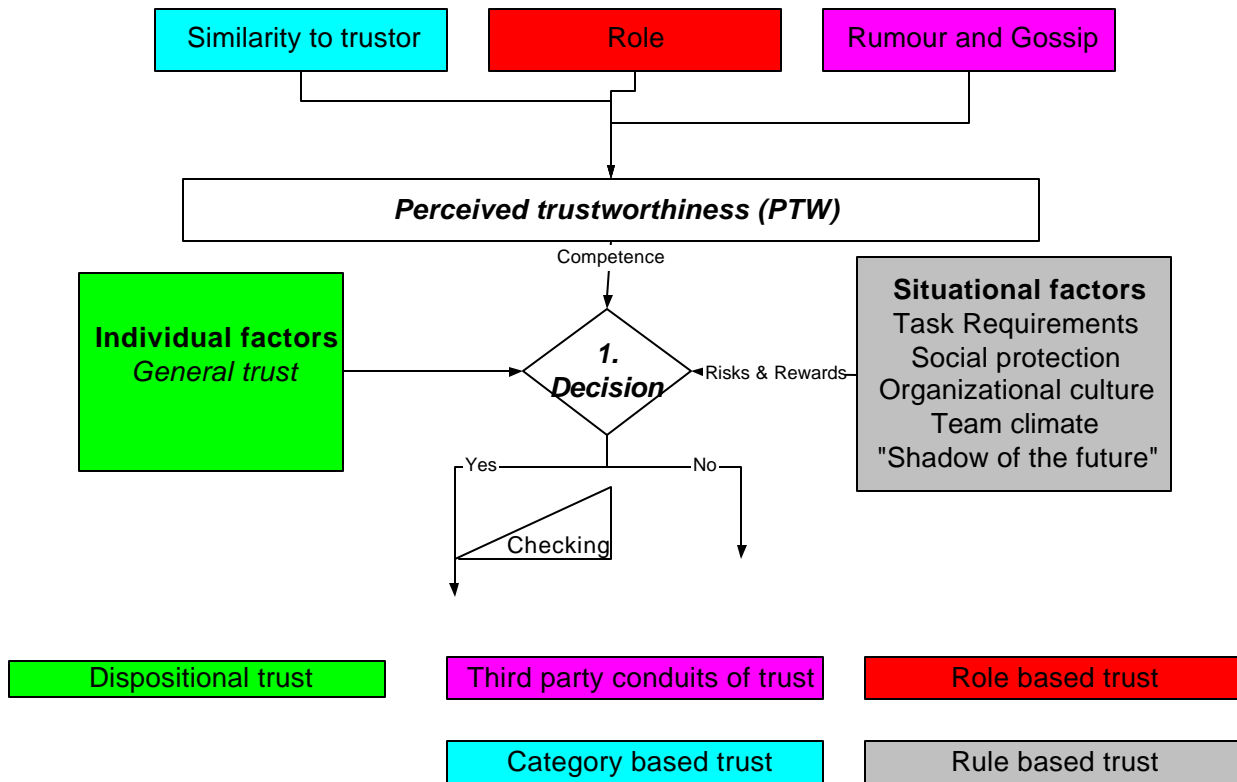 Similarity to trustor
Role
Rumour and Gossip
Perceived trustworthiness (PTW)
Competence
Individual factors
General trust
1.
Decision
Risks & Rewards
Situational factors
Task Requirements
Social protection
Organizational culture
Team climate
"Shadow of the future"
Yes
No
Checking
Dispositional trust
Third party conduits of trust
Role based trust
Category based trust
Rule based trust